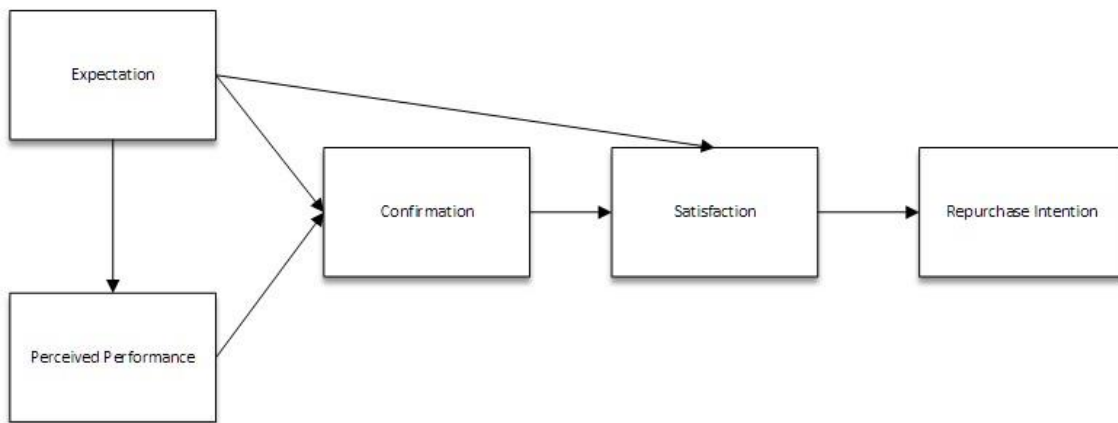 Expectation
Confirmation
Satisfaction
Repurchase Intention
Perceived Performance